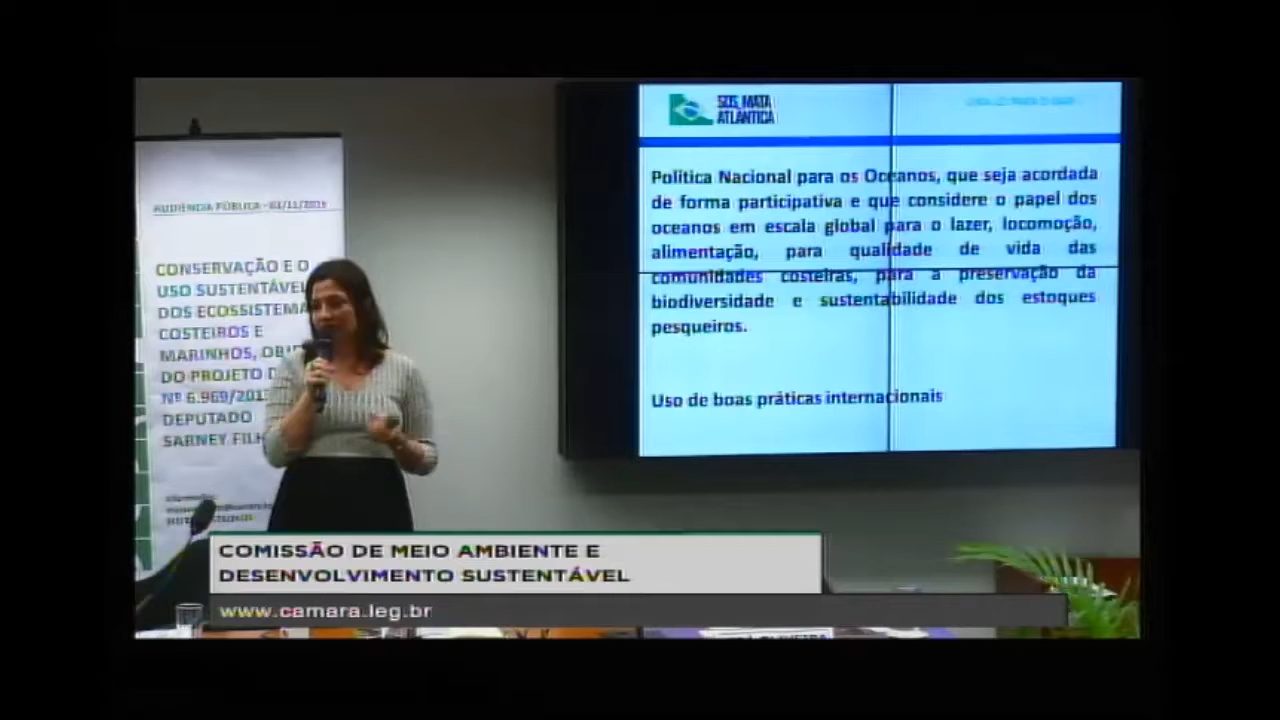 AUDIÊNCIA PÚBLICA
CONSERVAÇÃO E O
USO SUSTENTÁVEL
DOS ECOSSISTEMA
COSTEIROS E
MARINHOS, OBJ
DO PROJETO D
Nº 6.969/201
DEPUTADO
SARNEY FILH
SOS MATA
ATLÂNTICA
Política Nacional para os Oceanos, que seja acordada
de forma participativa e que considere o papel dos
oceanos em escala global para o lazer, locomoção,
alimentação, para qualidade de vida das
comunidades costeiras, para a preservação da
biodiversidade e sustentabilidade dos estoques
pesqueiros.
Uso de boas práticas internacionais
COMISSÃO DE MEIO AMBIENTE E
DESENVOLVIMENTO SUSTENTÁVEL
www.camara.leg.br